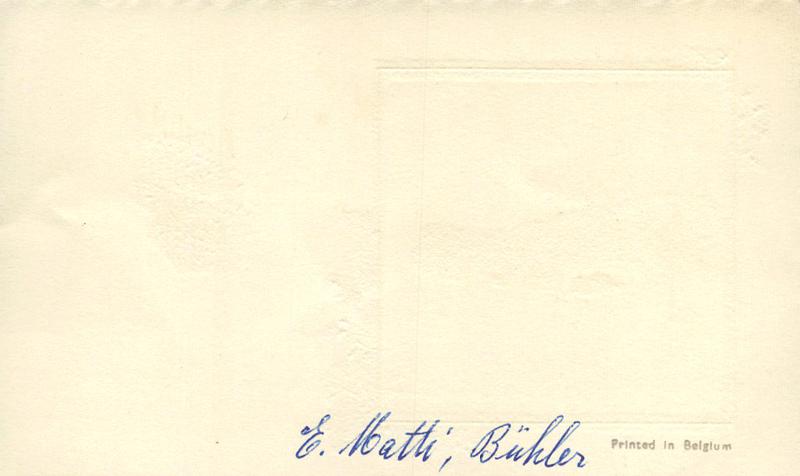 E. Matti, Bühler
Printed in Belgium